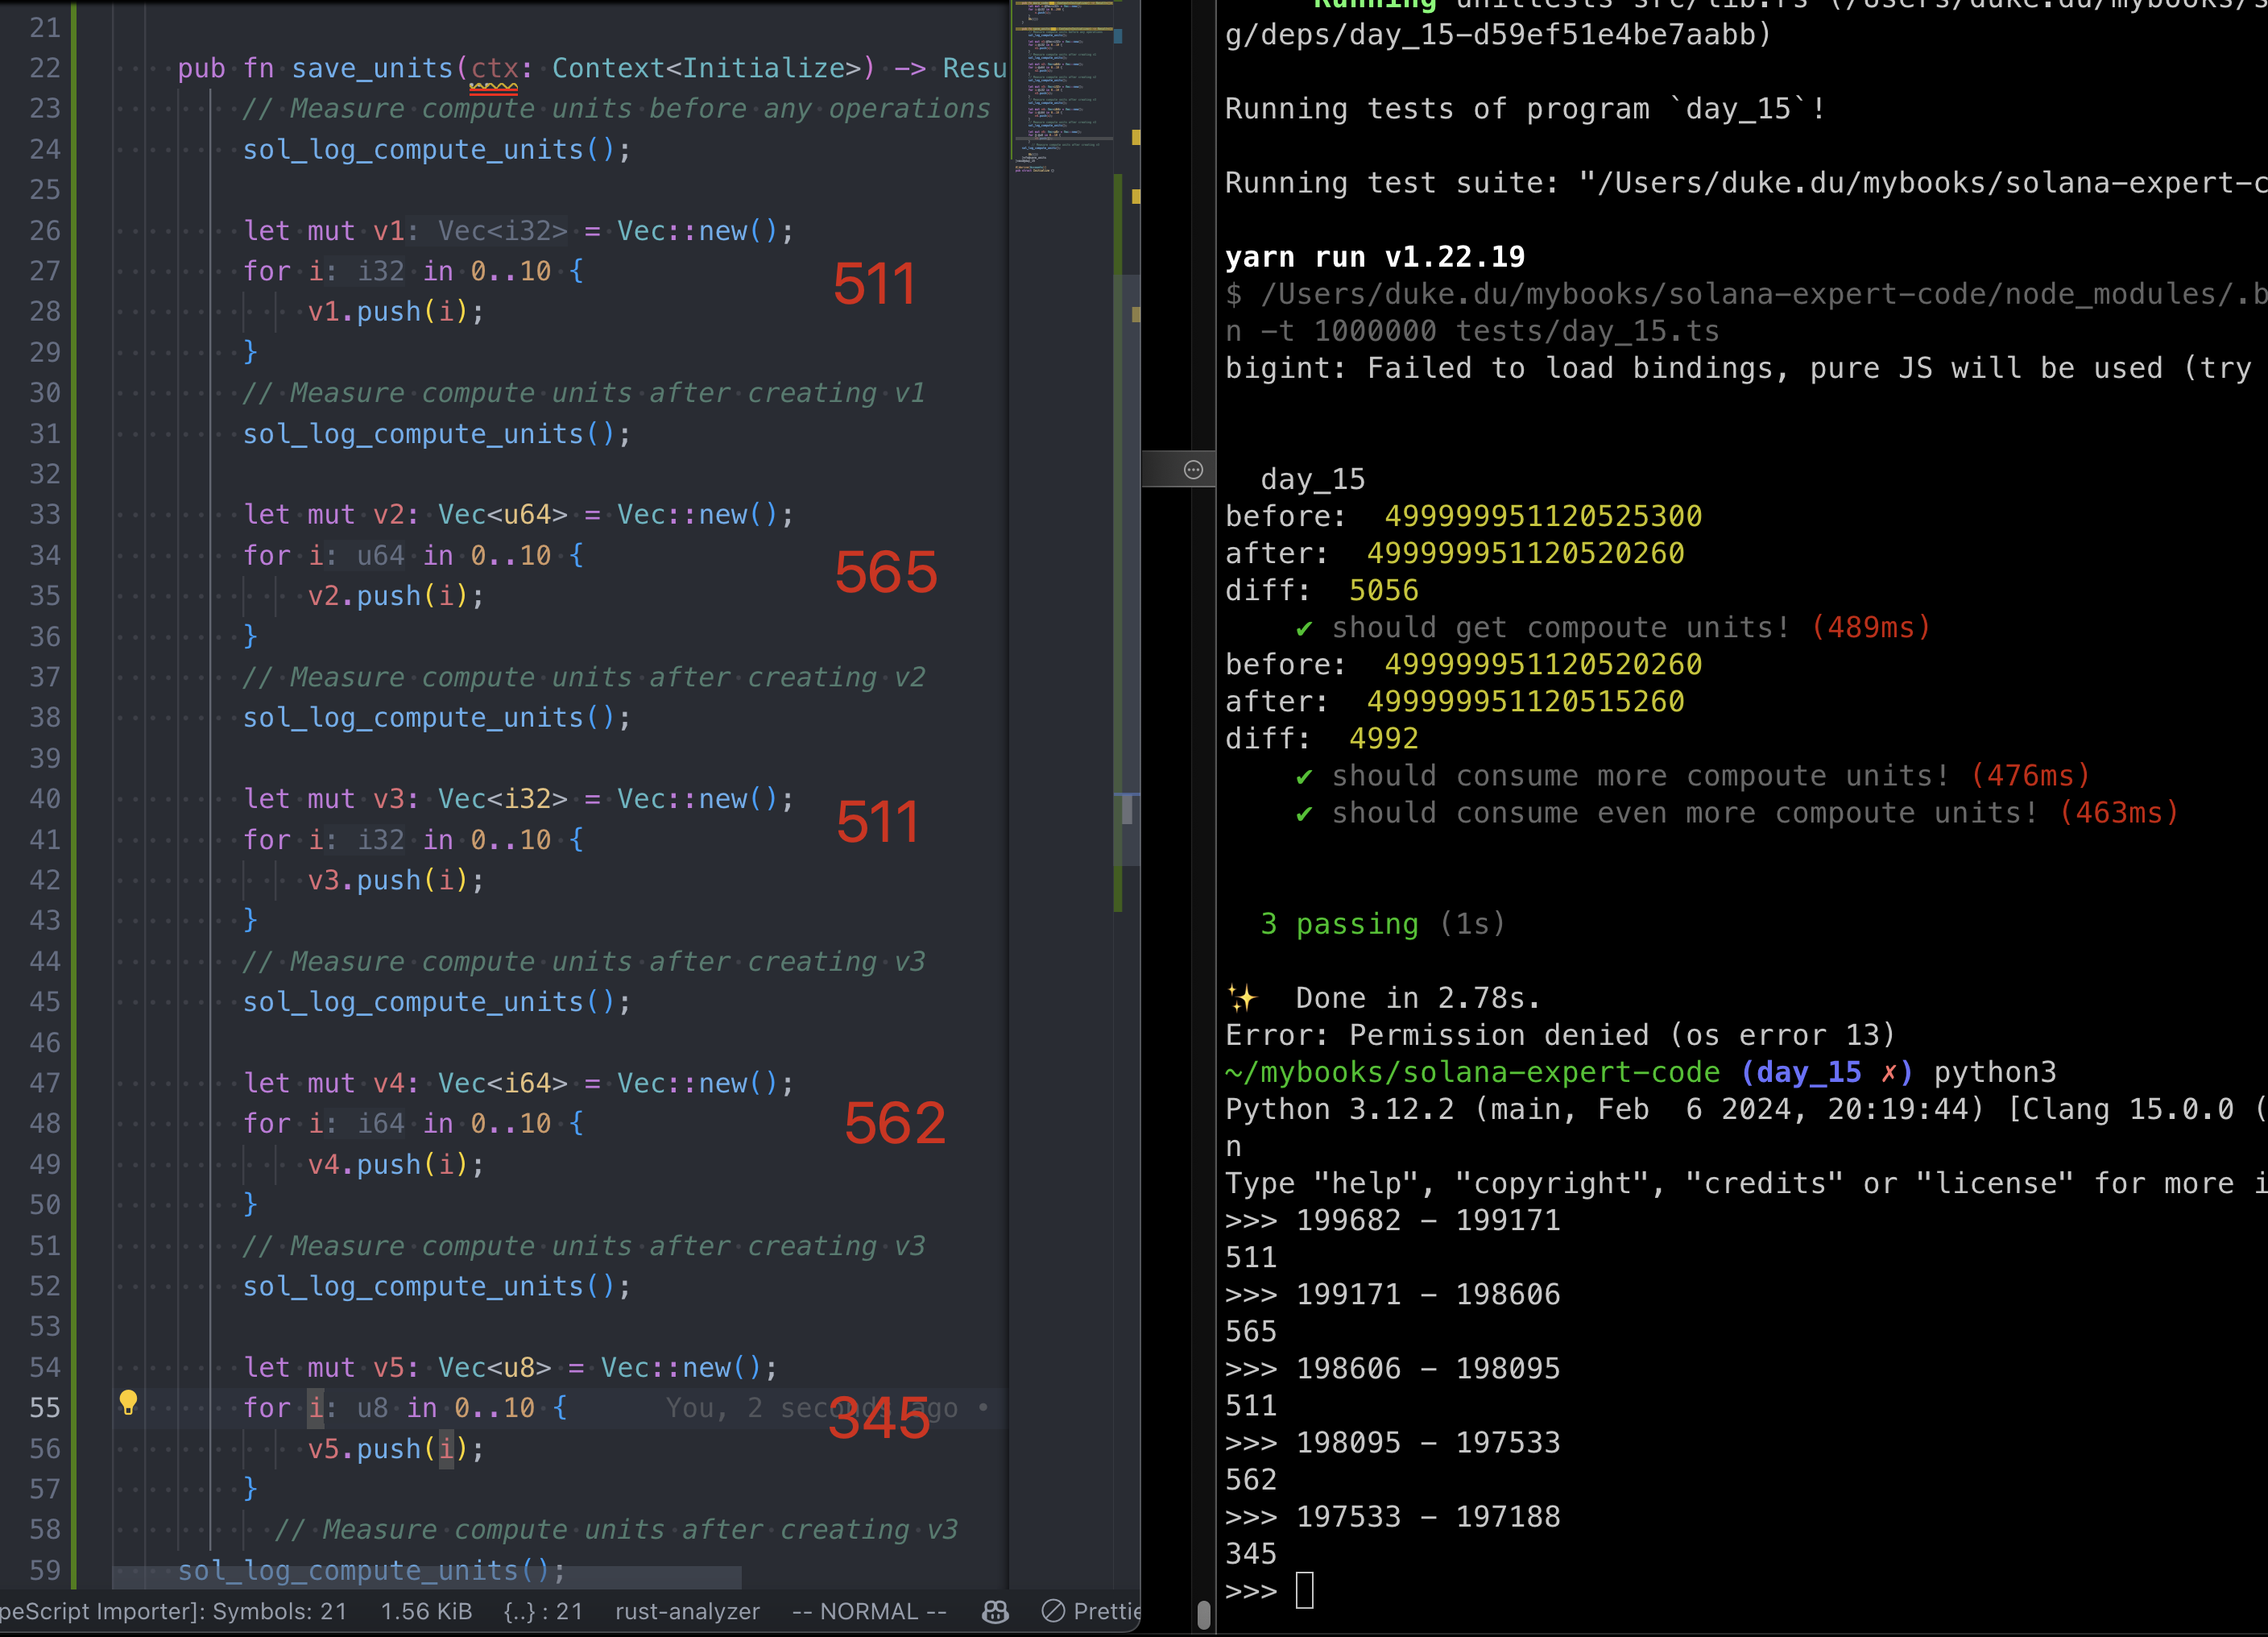 21
22 pub fn save_units(ctx: Context<Initialize>) -> Resu
23 // Measure compute units before any operations
24 sol_log_compute_units();
25
26 let mut v1: Vec<i32> = Vec::new();
27 for i: i32 in 0..10 {
511
28 v1.push(i);
29 }
30 // Measure compute units after creating v1
31 sol_log_compute_units();
32
33 let mut v2: Vec<u64> = Vec::new();
34 for i: u64 in 0..10 {
565
35 v2.push(i);
36 }
37 // Measure compute units after creating v2
38 sol_log_compute_units();
39
40 let mut v3: Vec<i32> = Vec::new();
511
41 for i: i32 in 0..10 {
42 v3.push(i);
43 }
44 // Measure compute units after creating v3
45 sol_log_compute_units();
46
47 let mut v4: Vec<i64> = Vec::new();
48 for i: i64 in 0..10 {
562
49 v4.push(i);
50 }
51 // Measure compute units after creating v3
52 sol_log_compute_units();
53
54 let mut v5: Vec<u8> = Vec::new();
55 for i: u8 in 0..10 { You, 2 seconds ago •
345
56 v5.push(i);
57 }
58 // Measure compute units after creating v3
59 sol_log_compute_units();
peScript Importer]: Symbols: 21 1.56 KiB {..} : 21 rust-analyzer -- NORMAL -- Prettie
Running unittests src/lib.rs (/Users/duke.du/mybooks/s
g/deps/day_15-d59ef51e4be7aabb)
Running tests of program `day_15`!
Running test suite: "/Users/duke.du/mybooks/solana-expert-c
yarn run v1.22.19
$ /Users/duke.du/mybooks/solana-expert-code/node_modules/.b
n -t 1000000 tests/day_15.ts
bigint: Failed to load bindings, pure JS will be used (try
day_15
before: 499999951120525300
after: 499999951120520260
diff: 5056
✔ should get compoute units! (489ms)
before: 499999951120520260
after: 499999951120515260
diff: 4992
✔ should consume more compoute units! (476ms)
✔ should consume even more compoute units! (463ms)
3 passing (1s)
✨ Done in 2.78s.
Error: Permission denied (os error 13)
~/mybooks/solana-expert-code (day_15 ✗) python3
Python 3.12.2 (main, Feb 6 2024, 20:19:44) [Clang 15.0.0 (
n
Type "help", "copyright", "credits" or "license" for more i
>>> 199682 - 199171
511
>>> 199171 - 198606
565
>>> 198606 - 198095
511
>>> 198095 - 197533
562
>>> 197533 - 197188
345
>>>